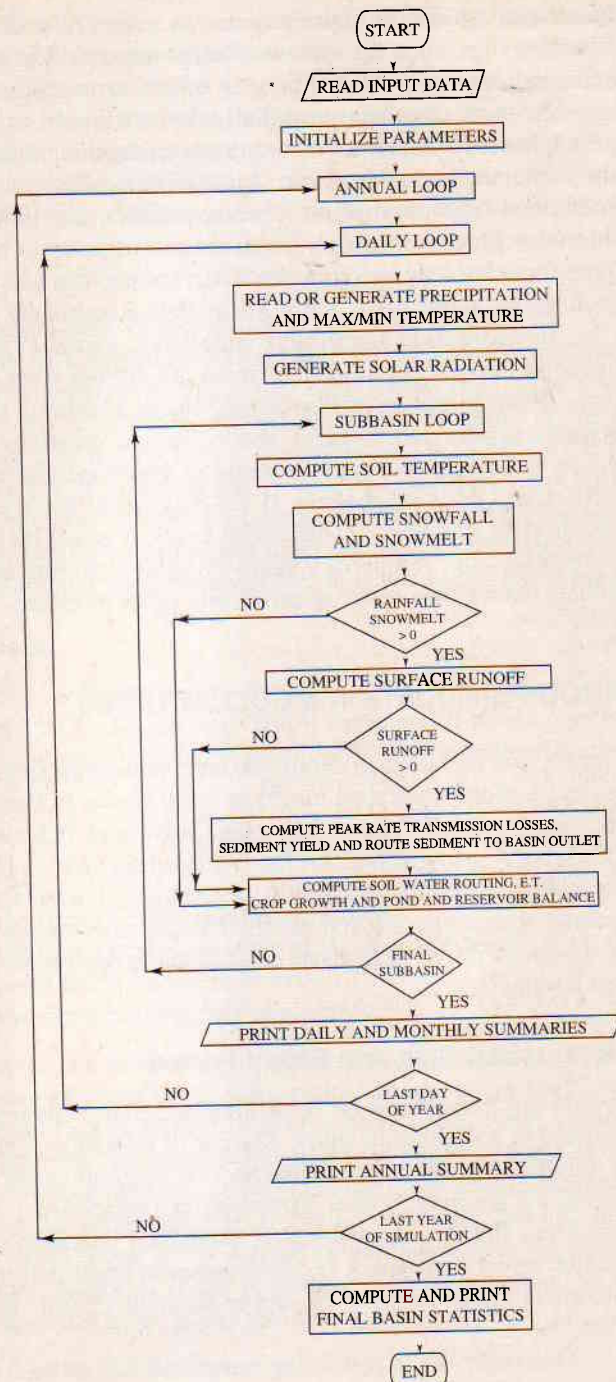 START
READ INPUT DATA
INITIALIZE PARAMETERS
ANNUAL LOOP
DAILY LOOP
READ OR GENERATE PRECIPITATION
AND MAX/MIN TEMPERATURE
GENERATE SOLAR RADIATION
SUBBASIN LOOP
COMPUTE SOIL TEMPERATURE
COMPUTE SNOWFALL
AND SNOWMELT
NO
RAINFALL
SNOWMELT
> 0
YES
COMPUTE SURFACE RUNOFF
NO
SURFACE
RUNOFF
> 0
YES
COMPUTE PEAK RATE TRANSMISSION LOSSES,
SEDIMENT YIELD AND ROUTE SEDIMENT TO BASIN OUTLET
COMPUTE SOIL WATER ROUTING, E.T.
CROP GROWTH AND POND AND RESERVOIR BALANCE
NO
FINAL
SUBBASIN
YES
PRINT DAILY AND MONTHLY SUMMARIES
NO
LAST DAY
OF YEAR
YES
PRINT ANNUAL SUMMARY
NO
LAST YEAR
OF SIMULATION
YES
COMPUTE AND PRINT
FINAL BASIN STATISTICS
END